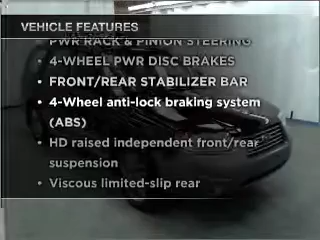 VEHICLE FEATURES
PWR RACK & PINION STEERING
• 4-WHEEL PWR DISC BRAKES
• FRONT/REAR STABILIZER BAR
• 4-Wheel anti-lock braking system
(ABS)
• HD raised independent front/rear
suspension
• Viscous limited-slip rear